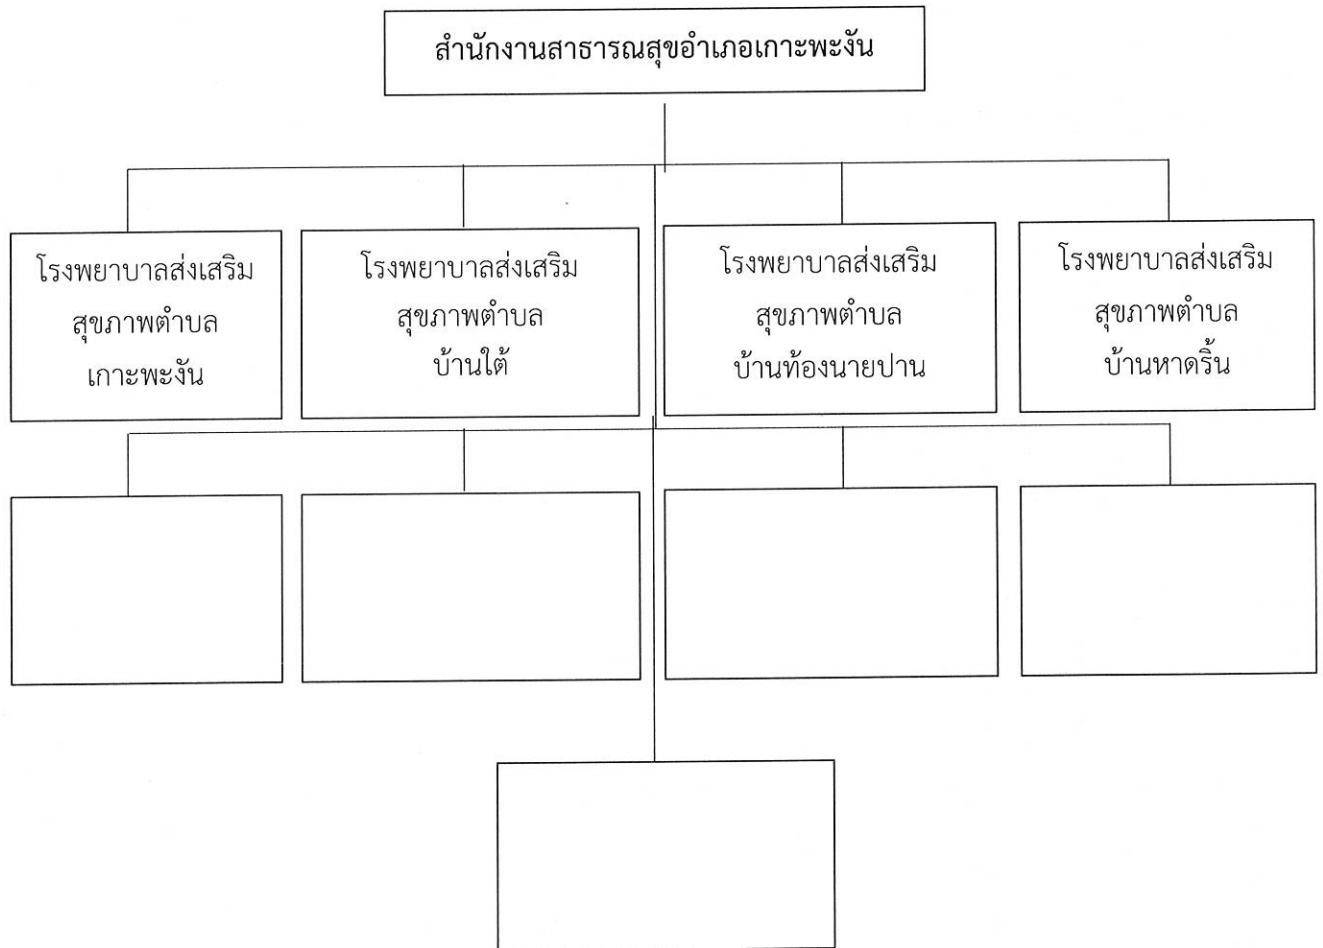 สำนักงานสาธารณสุขอำเภอเกาะพะงัน
โรงพยาบาลส่งเสริม
สุขภาพตำบล
เกาะพะงัน
โรงพยาบาลส่งเสริม
สุขภาพตำบล
บ้านใต้
โรงพยาบาลส่งเสริม
สุขภาพตำบล
บ้านท้องนายปาน
โรงพยาบาลส่งเสริม
สุขภาพตำบล
บ้านหาดริ้น